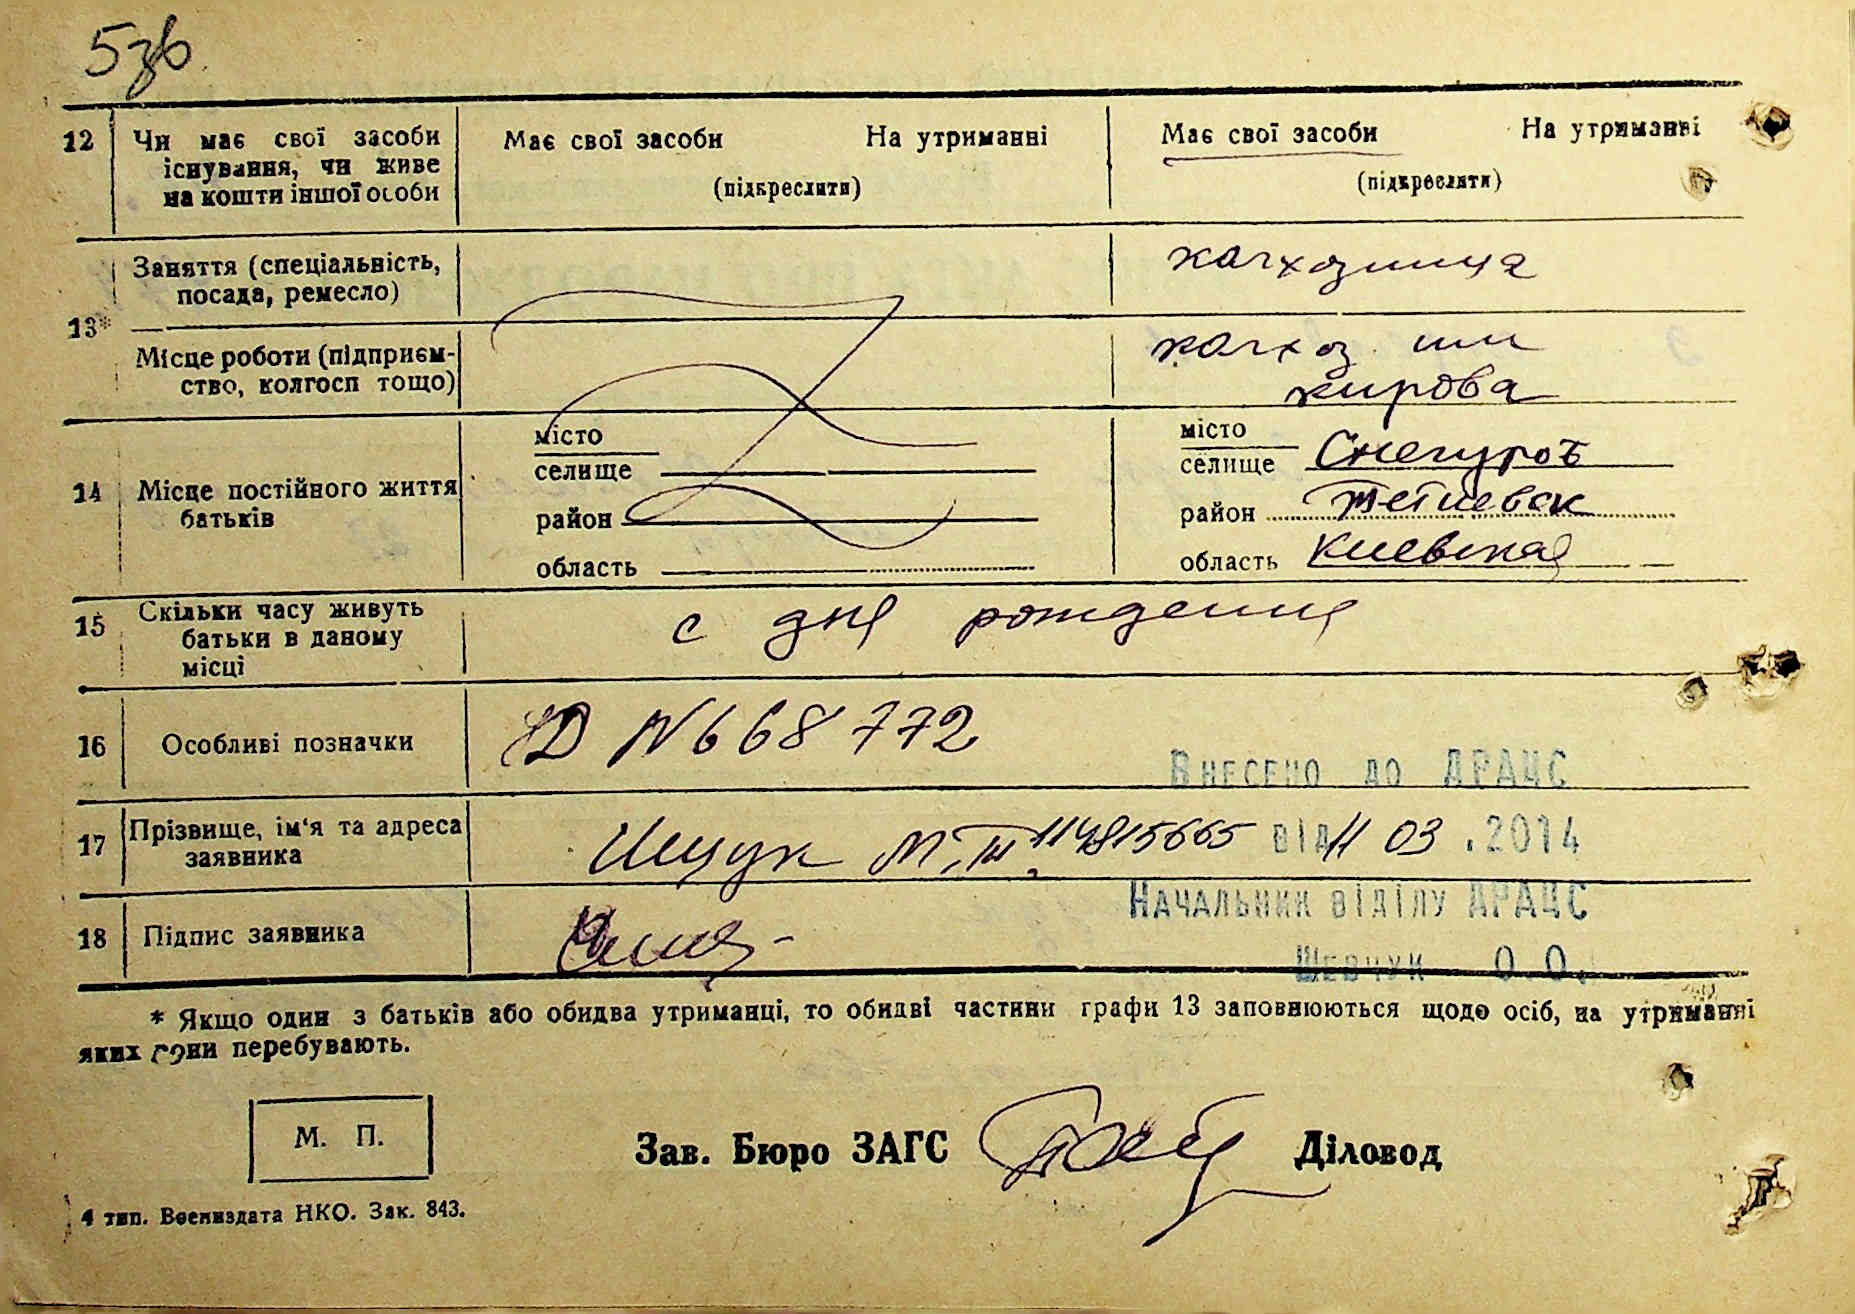 5зв
12 Чи має свої засоби існування, чи живе на кошти іншої особи
Має свої засоби На утриманні
(підкреслити)
Має свої засоби На утриманні
(підкреслити)
13* Заняття (спеціальність, посада, ремесло)
колхозница
Місце роботи (підприємство, колгосп тощо)
колхоз им
кирова
14 Місце постійного життя батьків
місто
селище
район
область
місто
селище Снегуровк
район Тетиевск
область Киевская
15 Скільки часу живуть батьки в даному місці
с дня рождения
16 Особливі позначки
N 668772
17 Прізвище, ім'я та адреса заявника
Ищук М.
114815665
Внесено до ДРАЦС
від 11 03 .2014
Начальник відділу ДРАЦС
Шевчук О.О.
18 Підпис заявника
* Якщо один з батьків або обидва утриманці, то обидві частини графи 13 заповнюються щодо осіб, на утриманні
яких вони перебувають.
М. П.
Зав. Бюро ЗАГС Діловод
4 тип. Воениздата НКО. Зак. 843.